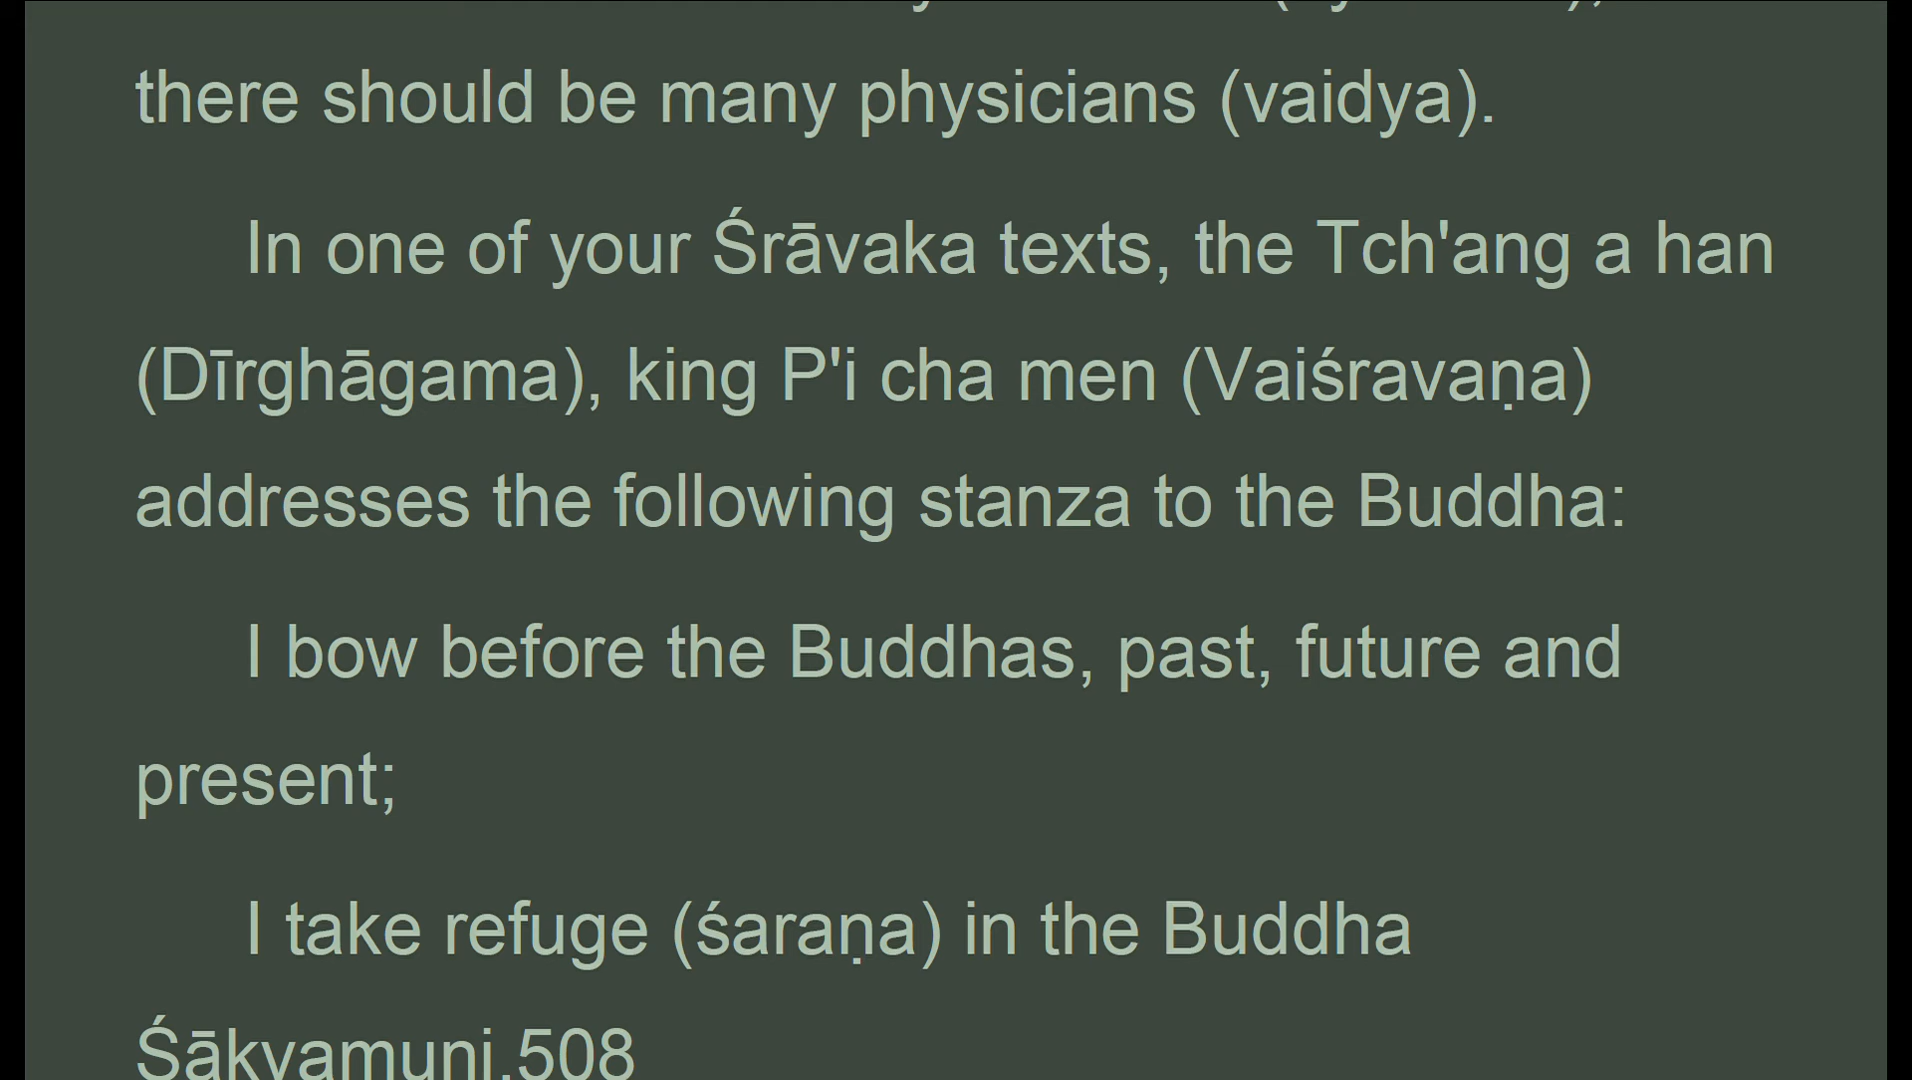 there should be many physicians (vaidya).
In one of your Śrāvaka texts, the Tch'ang a han
(Dīrghāgama), king P'i cha men (Vaiśravaṇa)
addresses the following stanza to the Buddha:
I bow before the Buddhas, past, future and
present;
I take refuge (śaraṇa) in the Buddha
Śākyamuni.508